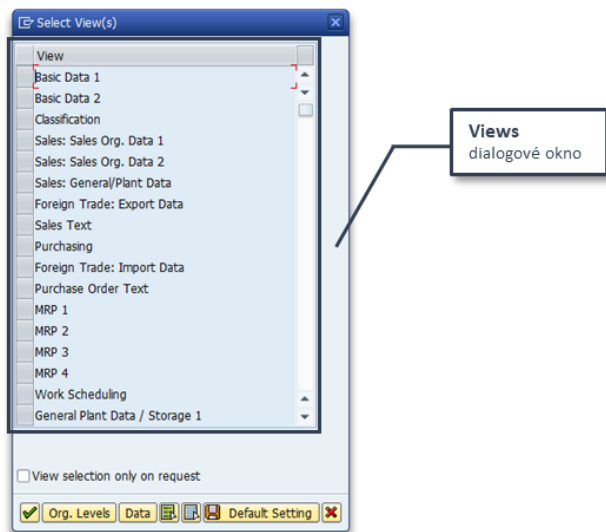 Select View(s)
View
Basic Data 1
Basic Data 2
Classification
Sales: Sales Org. Data 1
Sales: Sales Org. Data 2
Sales: General/Plant Data
Foreign Trade: Export Data
Sales Text
Purchasing
Foreign Trade: Import Data
Purchase Order Text
MRP 1
MRP 2
MRP 3
MRP 4
Work Scheduling
General Plant Data / Storage 1
View selection only on request
Org. Levels Data Default Setting
Views
dialogové okno